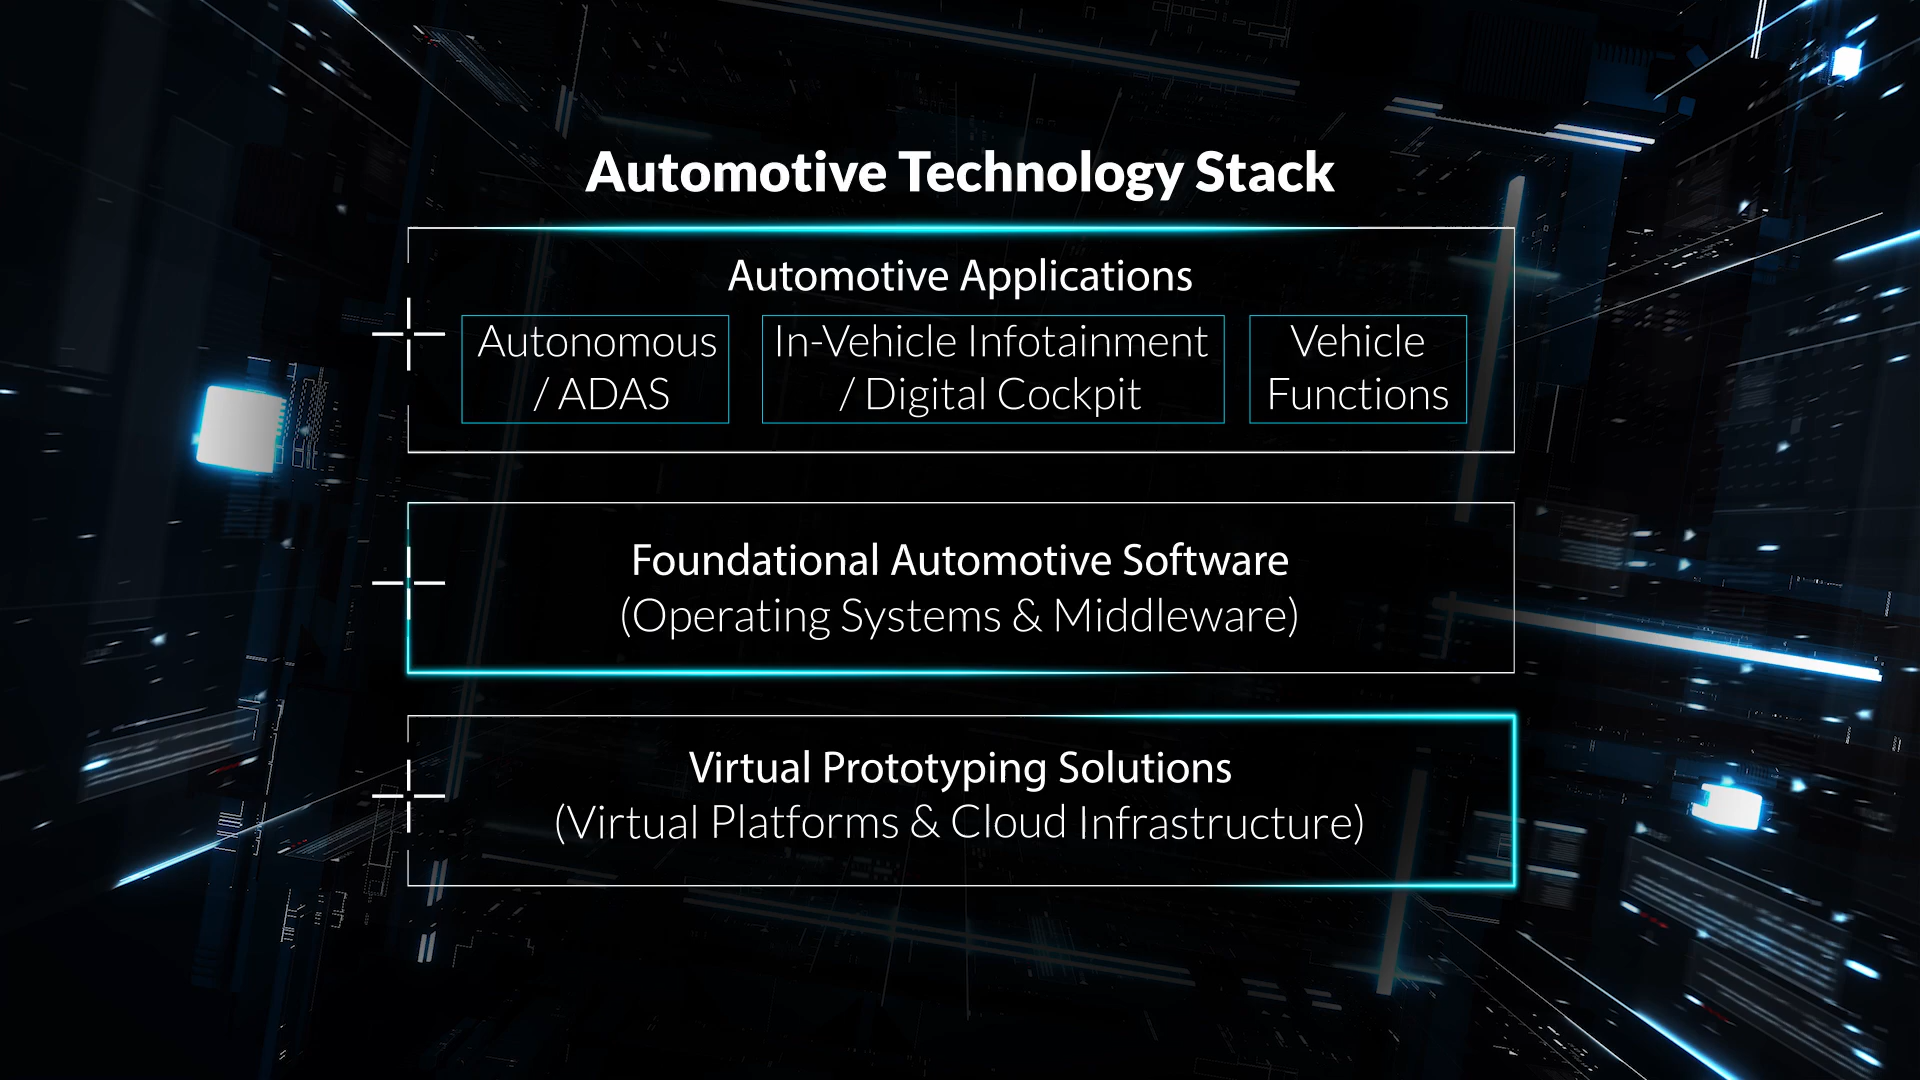 Automotive Technology Stack
Automotive Applications
Autonomous
/ ADAS
In-Vehicle Infotainment
/ Digital Cockpit
Vehicle
Functions
Foundational Automotive Software
(Operating Systems & Middleware)
Virtual Prototyping Solutions
(Virtual Platforms & Cloud Infrastructure)